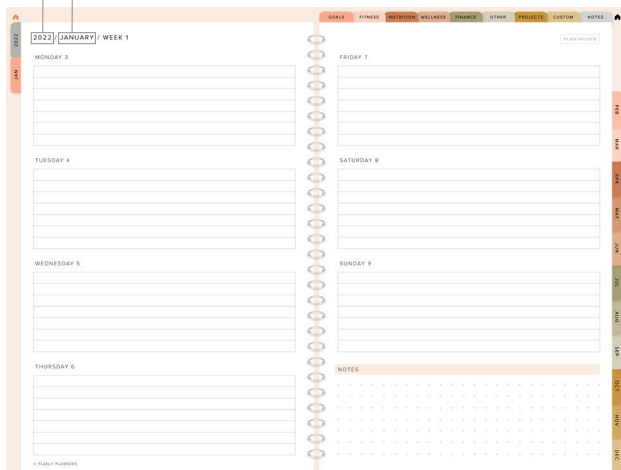 GOALS FITNESS NUTRITION WELLNESS FINANCE OTHER PROJECTS CUSTOM NOTES
2022 / JANUARY / WEEK 1
PLAN | REVIEW
2022
JAN
MONDAY 3
TUESDAY 4
WEDNESDAY 5
THURSDAY 6
FRIDAY 7
SATURDAY 8
SUNDAY 9
NOTES
FEB
MAR
APR
MAY
JUN
JUL
AUG
SEP
OCT
NOV
DEC
© FLAKEY PLANNERS